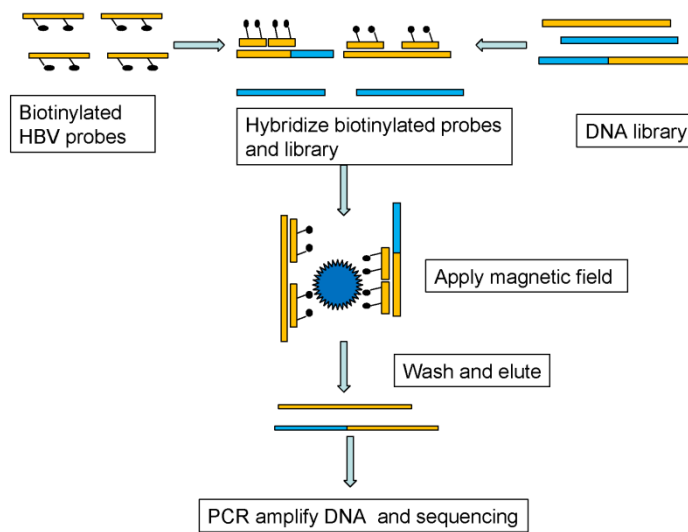 Biotinylated
HBV probes
Hybridize biotinylated probes
and library
DNA library
Apply magnetic field
Wash and elute
PCR amplify DNA  and sequencing